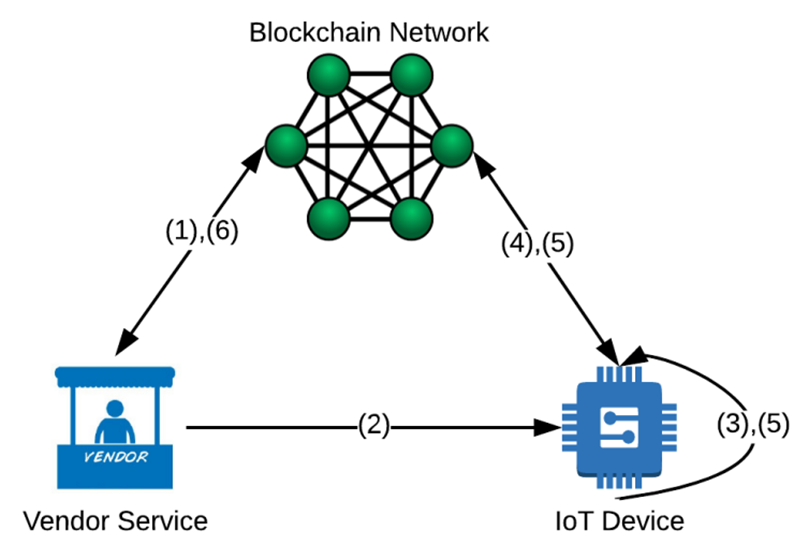 Blockchain Network
(1),(6)
(4),(5)
(2)
(3),(5)
VENDOR
Vendor Service
IoT Device